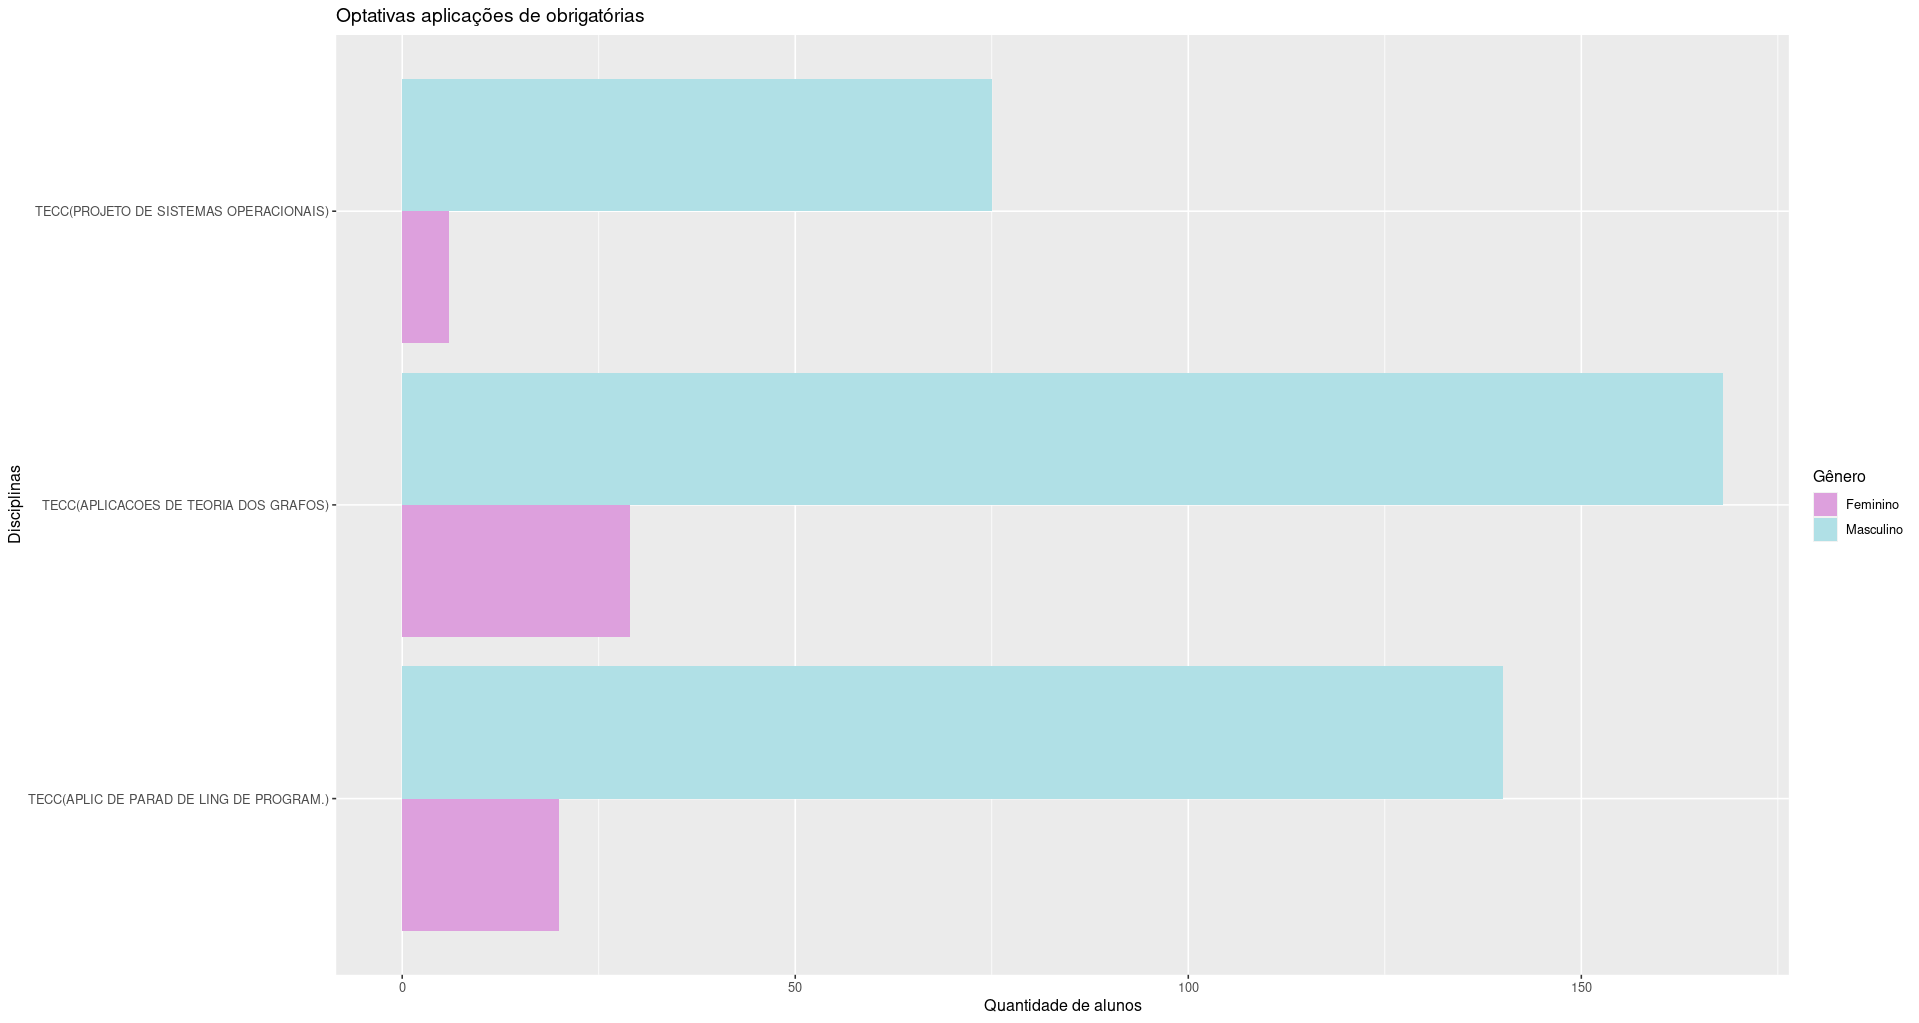 Optativas aplicações de obrigatórias
Disciplinas
TECC(PROJETO DE SISTEMAS OPERACIONAIS)
TECC(APLICACOES DE TEORIA DOS GRAFOS)
TECC(APLIC DE PARAD DE LING DE PROGRAM.)
0 50 100 150
Quantidade de alunos
Gênero
Feminino
Masculino